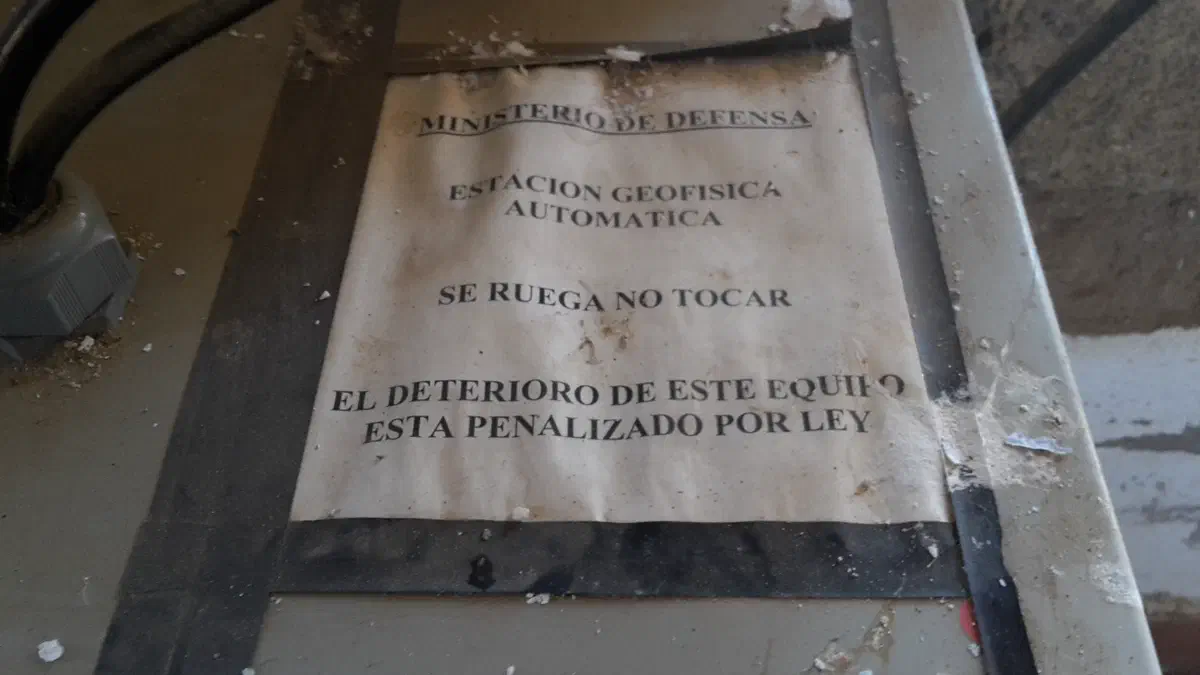 MINISTERIO DE DEFENSA
ESTACION GEOFISICA
AUTOMATICA
SE RUEGA NO TOCAR
EL DETERIORO DE ESTE EQUIPO
ESTA PENALIZADO POR LEY